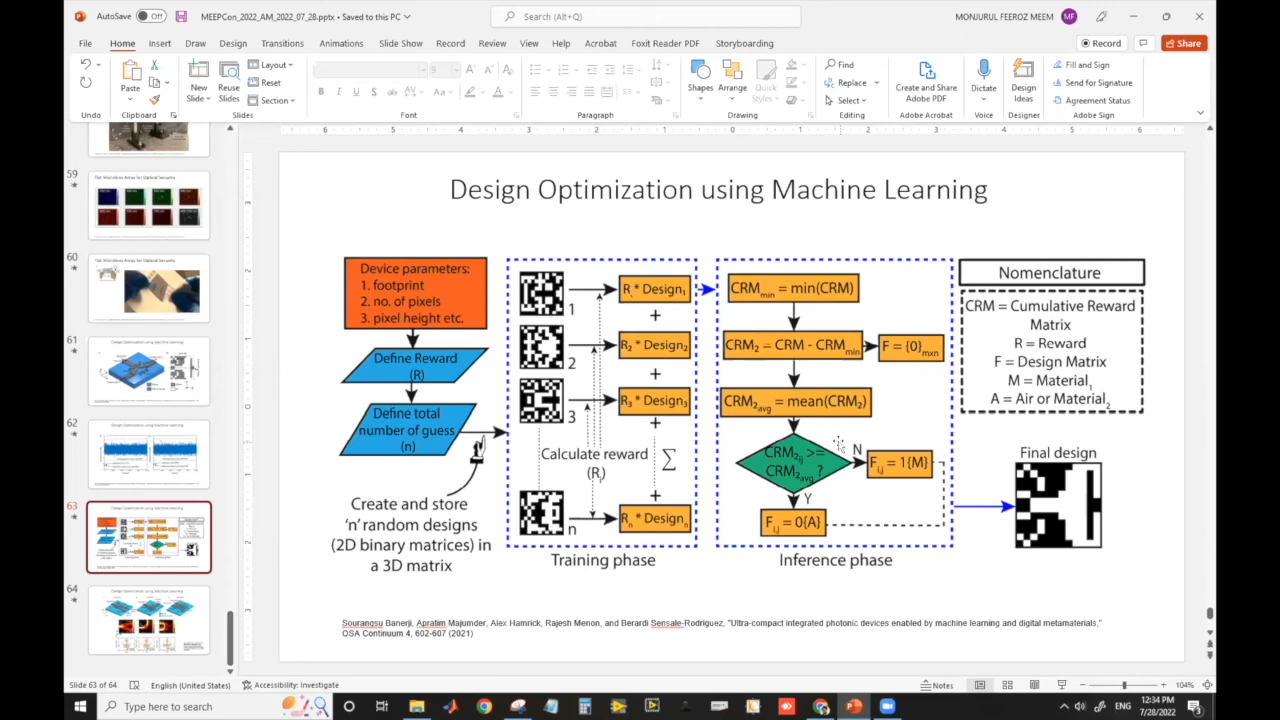 AutoSave Off MEEPCon_2022_AM_2022_07_28.pptx • Saved to this PC Search (Alt+Q) MONJURUL FEEROZ MEEM MF
File Home Insert Draw Design Transitions Animations Slide Show Record Review View Help Acrobat Foxit Reader PDF Storyboarding Record Share
Paste New Slide Reuse Slides Layout Reset Section Shapes Arrange Quick Styles Find Replace Select Create and Share Adobe PDF Dictate Design Ideas Fill and Sign Send for Signature Agreement Status
Undo Clipboard Slides Font Paragraph Drawing Editing Adobe Acrobat Voice Designer Adobe Sign
59
60
61
62
63
64
Design Optimization using Machine Learning
Device parameters:
1. footprint
2. no. of pixels
3. pixel height etc.
Define Reward
(R)
Define total
number of guess
(n)
Create and store
‘n’ random designs
(2D binary matrices) in
a 3D matrix
1
R1 * Design1
+
2
R2 * Design2
+
3
R3 * Design3
+
Calculate reward
(Ri)
∑
+
n
Rn * Designn
Training phase
CRMmin = min(CRM)
CRM2 = CRM - CRMmin
F = {0}mxn
CRM2avg = mean(CRM2)
CRM2ij >=
CRM2avg ?
N
Fi,j = 1{M}
Y
Fi,j = 0{A}
Inference phase
Nomenclature
CRM = Cumulative Reward
Matrix
R = Reward
F = Design Matrix
M = Material1
A = Air or Material2
Final design
Sourangsu Banerji, Apratim Majumder, Alex Hamrick, Rajesh Menon, and Berardi Sensale-Rodriguez, "Ultra-compact integrated photonic devices enabled by machine learning and digital metamaterials,"
OSA Continuum 4, 602-607 (2021)
Slide 63 of 64 English (United States) Accessibility: Investigate Notes 104%
Type here to search ENG 12:34 PM
7/28/2022